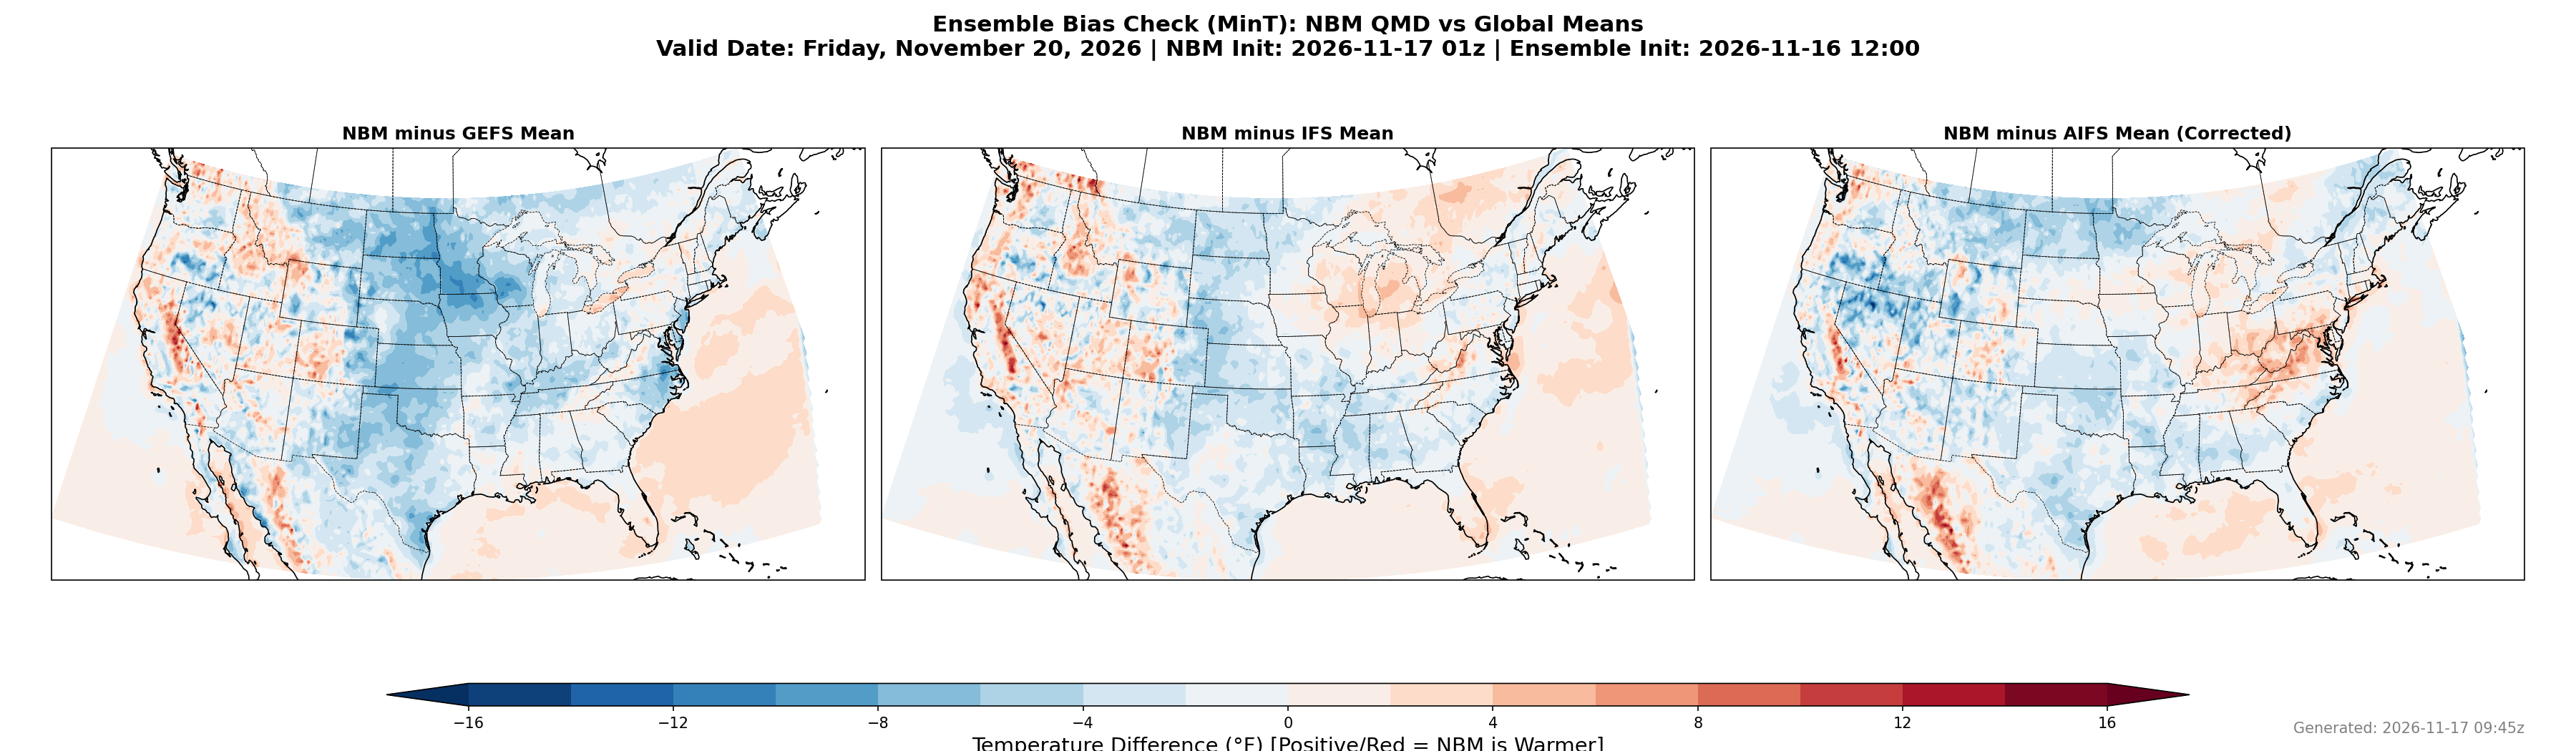 Ensemble Bias Check (MinT): NBM QMD vs Global Means
Valid Date: Friday, November 20, 2026 | NBM Init: 2026-11-17 01z | Ensemble Init: 2026-11-16 12:00
NBM minus GEFS Mean
NBM minus IFS Mean
NBM minus AIFS Mean (Corrected)
−16
−12
−8
−4
0
4
8
12
16
Temperature Difference (°F) [Positive/Red = NBM is Warmer]
Generated: 2026-11-17 09:45z